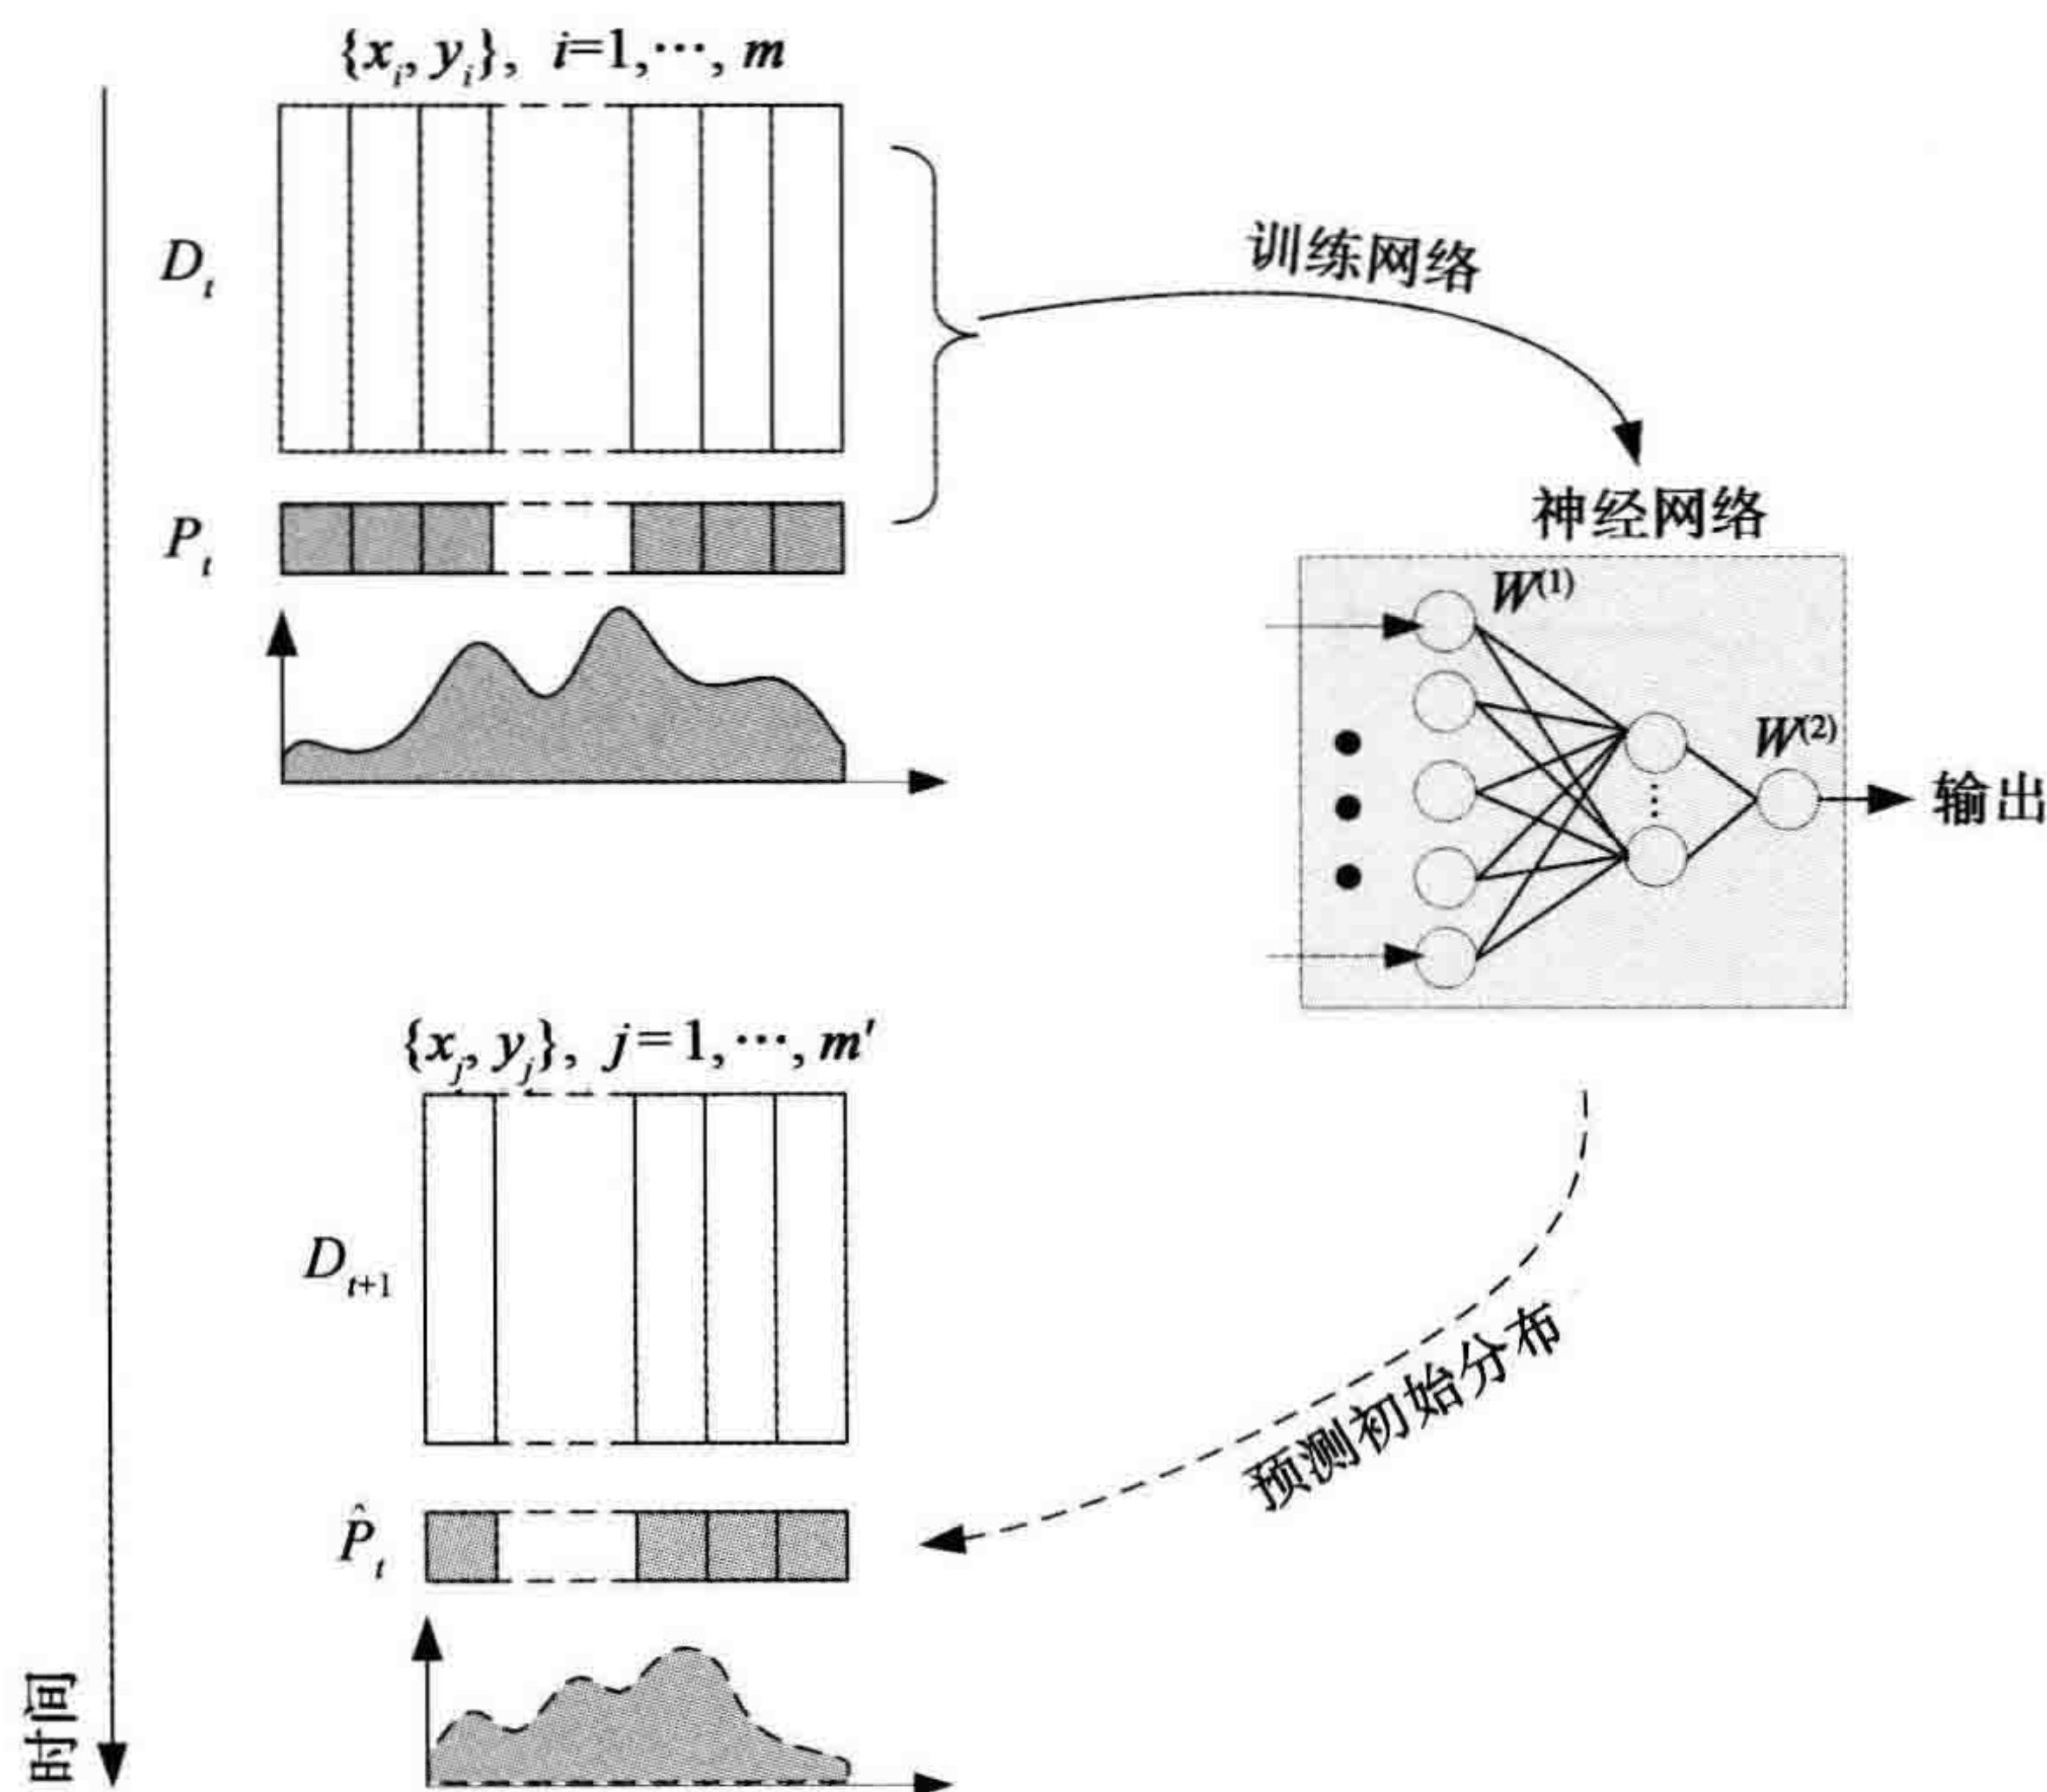 {x_i, y_i}, i=1,⋯, m
D_t
训练网络
P_t
神经网络
W^(1)
W^(2)
输出
{x_j, y_j}, j=1,⋯, m′
D_{t+1}
预测初始分布
P̂_t
时间